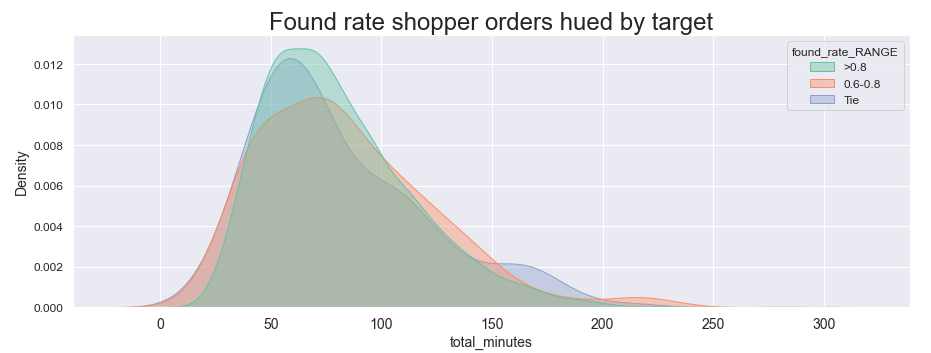 Found rate shopper orders hued by target
found_rate_RANGE
>0.8
0.6-0.8
Tie
0.012
0.010
0.008
0.006
0.004
0.002
0.000
Density
0 50 100 150 200 250 300
total_minutes